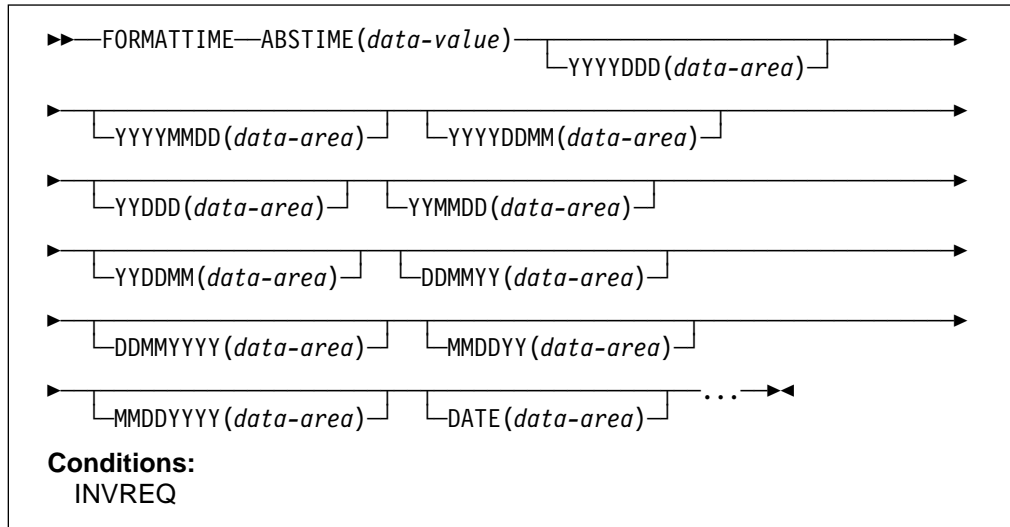 FORMATTIME ABSTIME(data-value)
YYYYDDD(data-area)
YYYYMMDD(data-area) YYYYDDMM(data-area)
YYDDD(data-area) YYMMDD(data-area)
YYDDMM(data-area) DDMMYY(data-area)
DDMMYYYY(data-area) MMDDYY(data-area)
...
MMDDYYYY(data-area) DATE(data-area)
Conditions:
INVREQ